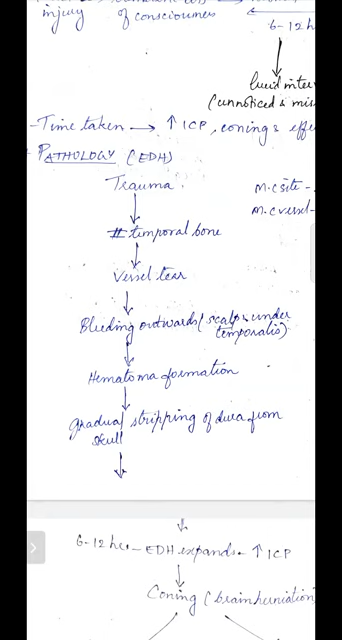 injury of consciousness
6-12 h
lucid inter
(unnoticed & mis
- Time taken → ↑ ICP, coning & effe
- PATHOLOGY (EDH)
Trauma
M.C site -
M.C vessel -
# temporal bone
Vessel tear
Bleeding outwards (scalp & under
temporalis)
Hematoma formation
Gradual stripping of dura from
skull
6-12 hrs - EDH expands - ↑ ICP
Coning (brain herniation)